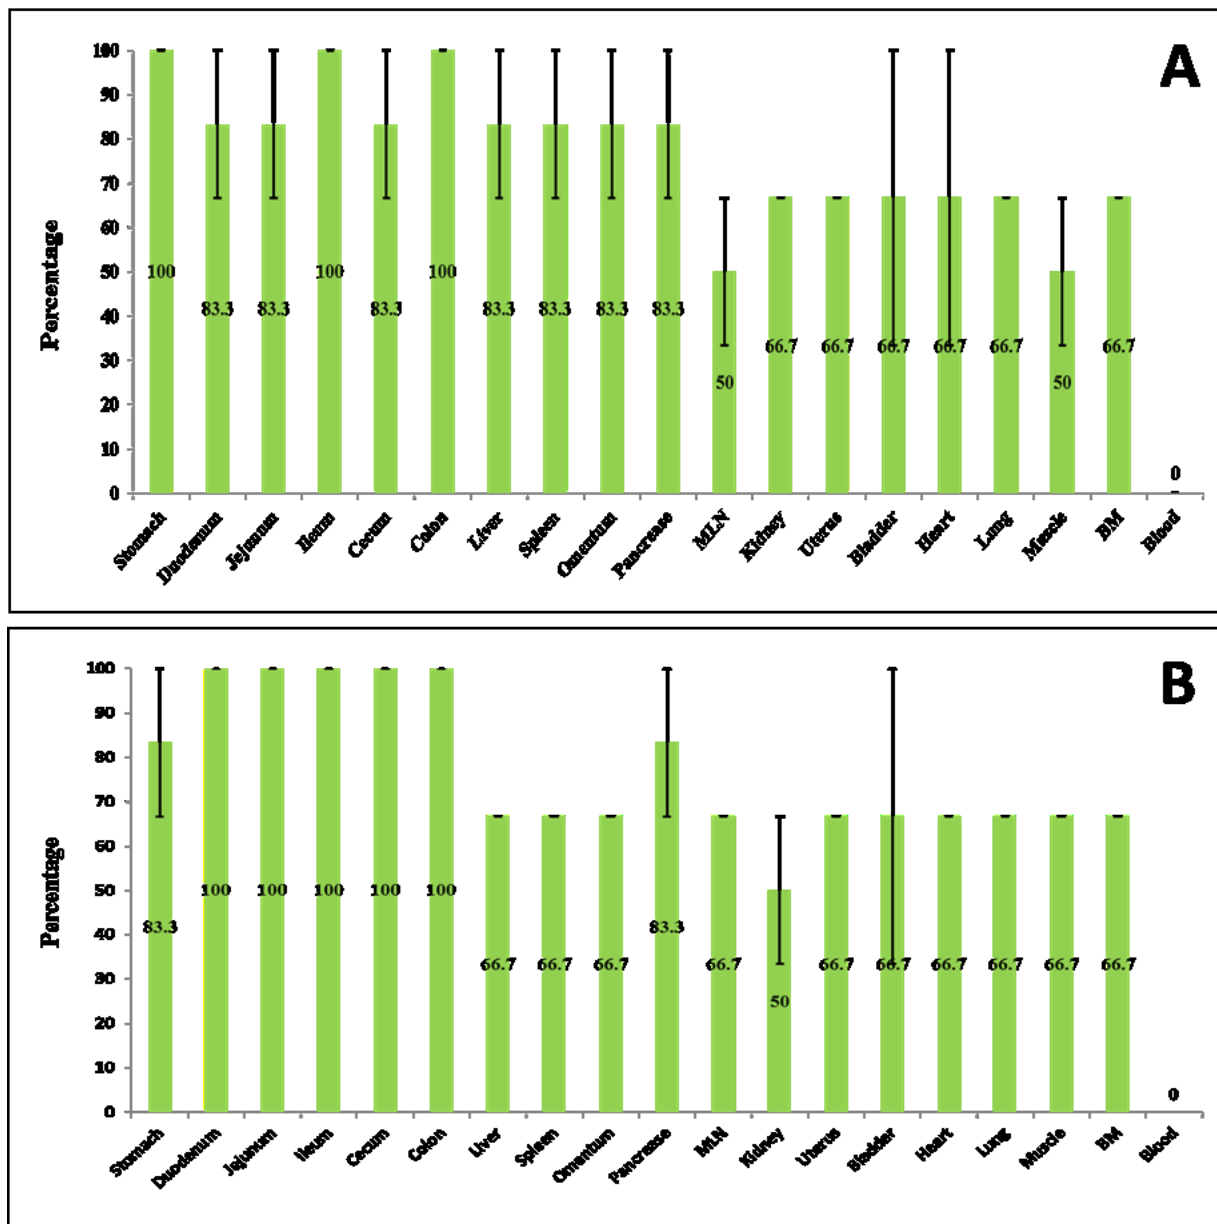 A
Percentage
100
90
80
70
60
50
40
30
20
10
0
100 83.3 83.3 100 83.3 100 83.3 83.3 83.3 83.3 50 66.7 66.7 66.7 66.7 66.7 50 66.7 0
Stomach Duodenum Jejunum Ileum Cecum Colon Liver Spleen Omentum Pancrease MLN Kidney Uterus Bladder Heart Lung Muscle BM Blood
B
Percentage
100
90
80
70
60
50
40
30
20
10
0
83.3 100 100 100 100 100 66.7 66.7 66.7 83.3 66.7 50 66.7 66.7 66.7 66.7 66.7 66.7 0
Stomach Duodenum Jejunum Ileum Cecum Colon Liver Spleen Omentum Pancrease MLN Kidney Uterus Bladder Heart Lung Muscle BM Blood